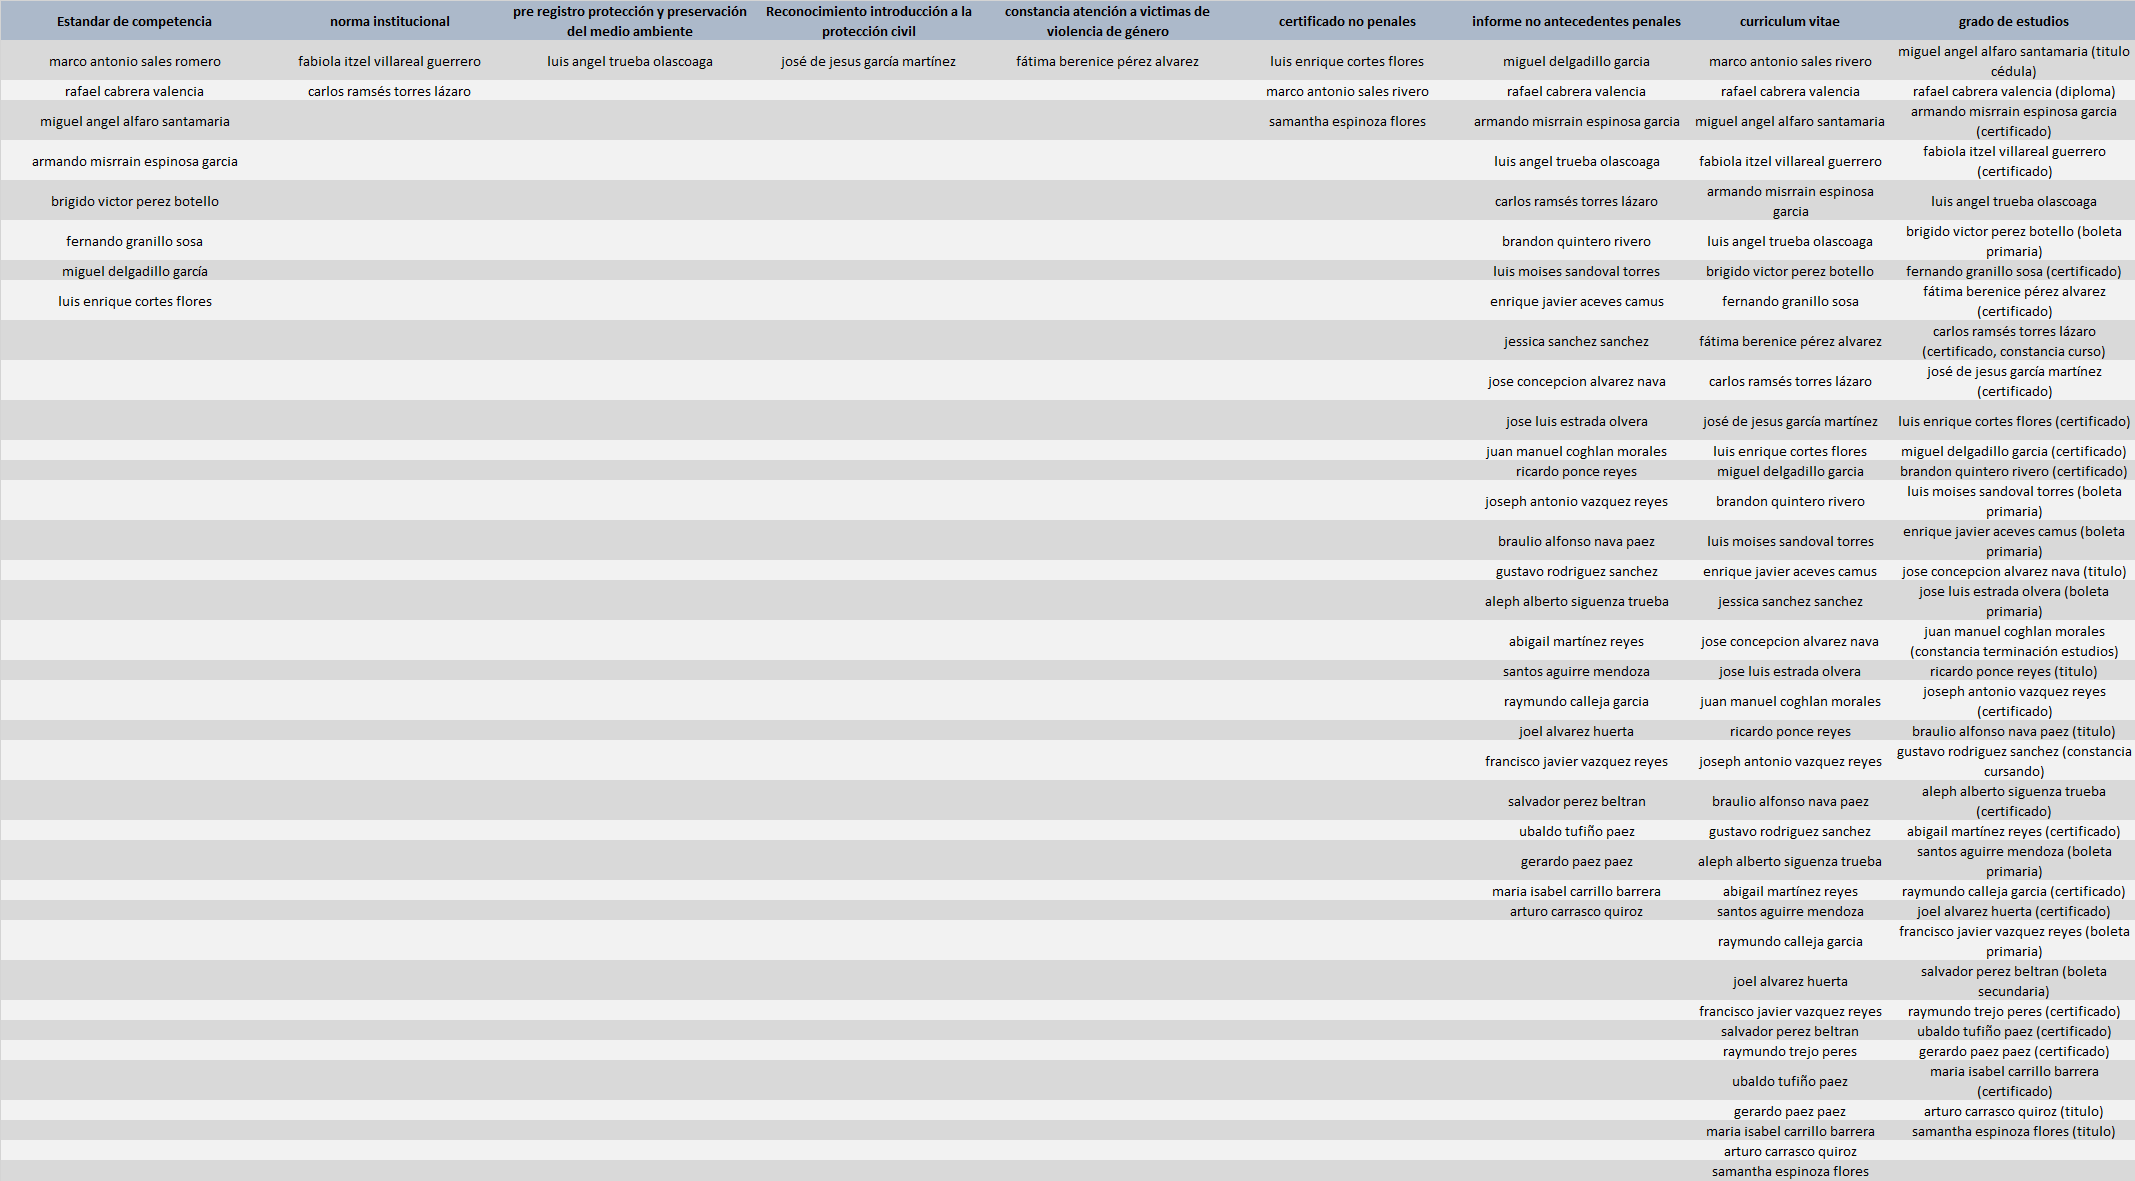 Estandar de competencia norma institucional pre registro protección y preservación del medio ambiente Reconocimiento introducción a la protección civil constancia atención a victimas de violencia de género certificado no penales informe no antecedentes penales curriculum vitae grado de estudios
marco antonio sales romero fabiola itzel villareal guerrero luis angel trueba olascoaga josé de jesus garcía martínez fátima berenice pérez alvarez luis enrique cortes flores miguel delgadillo garcia marco antonio sales rivero miguel angel alfaro santamaria (titulo cédula)
rafael cabrera valencia carlos ramsés torres lázaro marco antonio sales rivero rafael cabrera valencia rafael cabrera valencia rafael cabrera valencia (diploma)
miguel angel alfaro santamaria samantha espinoza flores armando misrrain espinosa garcia miguel angel alfaro santamaria armando misrrain espinosa garcia (certificado)
armando misrrain espinosa garcia luis angel trueba olascoaga fabiola itzel villareal guerrero fabiola itzel villareal guerrero (certificado)
brigido victor perez botello carlos ramsés torres lázaro armando misrrain espinosa garcia luis angel trueba olascoaga
fernando granillo sosa brandon quintero rivero luis angel trueba olascoaga brigido victor perez botello (boleta primaria)
miguel delgadillo garcía luis moises sandoval torres brigido victor perez botello fernando granillo sosa (certificado)
luis enrique cortes flores enrique javier aceves camus fernando granillo sosa fátima berenice pérez alvarez (certificado)
jessica sanchez sanchez fátima berenice pérez alvarez carlos ramsés torres lázaro (certificado, constancia curso)
jose concepcion alvarez nava carlos ramsés torres lázaro josé de jesus garcía martínez (certificado)
jose luis estrada olvera josé de jesus garcía martínez luis enrique cortes flores (certificado)
juan manuel coghlan morales luis enrique cortes flores miguel delgadillo garcia (certificado)
ricardo ponce reyes miguel delgadillo garcia brandon quintero rivero (certificado)
joseph antonio vazquez reyes brandon quintero rivero luis moises sandoval torres (boleta primaria)
braulio alfonso nava paez luis moises sandoval torres enrique javier aceves camus (boleta primaria)
gustavo rodriguez sanchez enrique javier aceves camus jose concepcion alvarez nava (titulo)
aleph alberto siguenza trueba jessica sanchez sanchez jose luis estrada olvera (boleta primaria)
abigail martínez reyes jose concepcion alvarez nava juan manuel coghlan morales (constancia terminación estudios)
santos aguirre mendoza jose luis estrada olvera ricardo ponce reyes (titulo)
raymundo calleja garcia juan manuel coghlan morales joseph antonio vazquez reyes (certificado)
joel alvarez huerta ricardo ponce reyes braulio alfonso nava paez (titulo)
francisco javier vazquez reyes joseph antonio vazquez reyes gustavo rodriguez sanchez (constancia cursando)
salvador perez beltran braulio alfonso nava paez aleph alberto siguenza trueba (certificado)
ubaldo tufiño paez gustavo rodriguez sanchez abigail martínez reyes (certificado)
gerardo paez paez aleph alberto siguenza trueba santos aguirre mendoza (boleta primaria)
maria isabel carrillo barrera abigail martínez reyes raymundo calleja garcia (certificado)
arturo carrasco quiroz santos aguirre mendoza joel alvarez huerta (certificado)
raymundo calleja garcia francisco javier vazquez reyes (boleta primaria)
joel alvarez huerta salvador perez beltran (boleta secundaria)
francisco javier vazquez reyes raymundo trejo peres (certificado)
salvador perez beltran ubaldo tufiño paez (certificado)
raymundo trejo peres gerardo paez paez (certificado)
ubaldo tufiño paez maria isabel carrillo barrera (certificado)
gerardo paez paez arturo carrasco quiroz (titulo)
maria isabel carrillo barrera samantha espinoza flores (titulo)
arturo carrasco quiroz
samantha espinoza flores